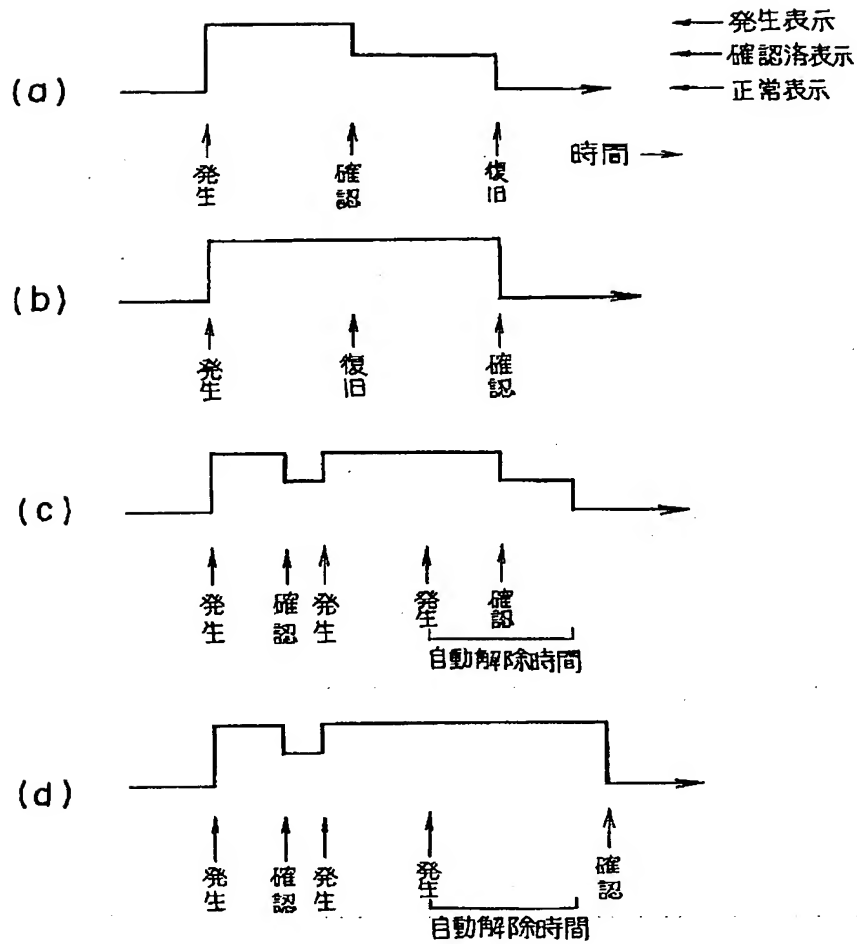 発生表示
確認済表示
(a)
正常表示
時間
発生
確認
復旧
(b)
発生
復旧
確認
(c)
発生
確認
発生
発生
確認
自動解除時間
(d)
発生
確認
発生
発生
確認
自動解除時間